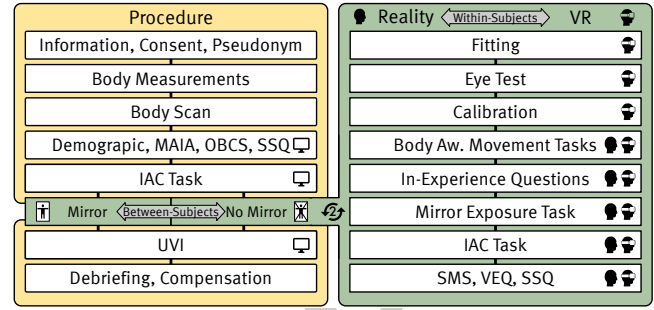 Procedure
Information, Consent, Pseudonym
Body Measurements
Body Scan
Demograpic, MAIA, OBCS, SSQ
IAC Task
Mirror Between-Subjects No Mirror 2
UVI
Debriefing, Compensation
Reality Within-Subjects VR
Fitting
Eye Test
Calibration
Body Aw. Movement Tasks
In-Experience Questions
Mirror Exposure Task
IAC Task
SMS, VEQ, SSQ